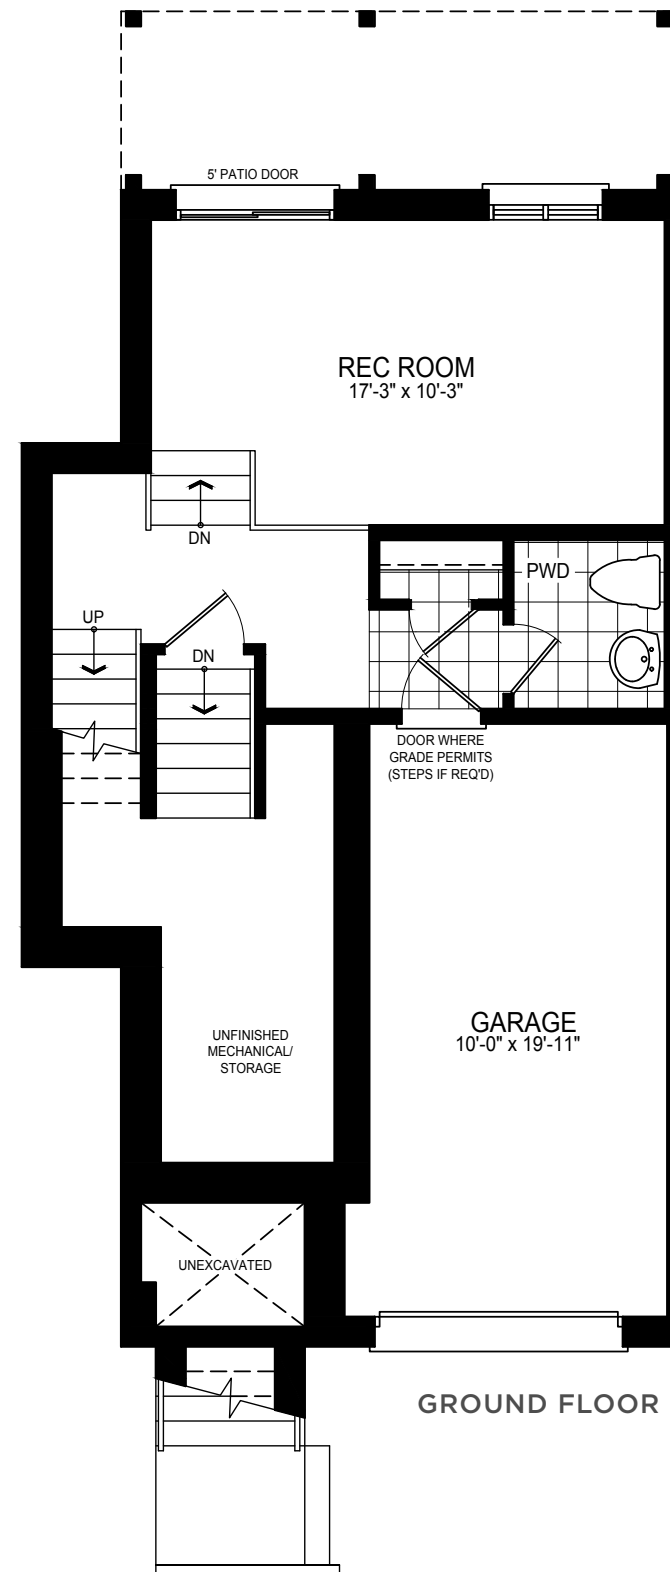 5' PATIO DOOR
REC ROOM
17'-3" x 10'-3"
DN
PWD
UP
DN
DOOR WHERE
GRADE PERMITS
(STEPS IF REQ'D)
GARAGE
10'-0" x 19'-11"
UNFINISHED
MECHANICAL/
STORAGE
UNEXCAVATED
GROUND FLOOR